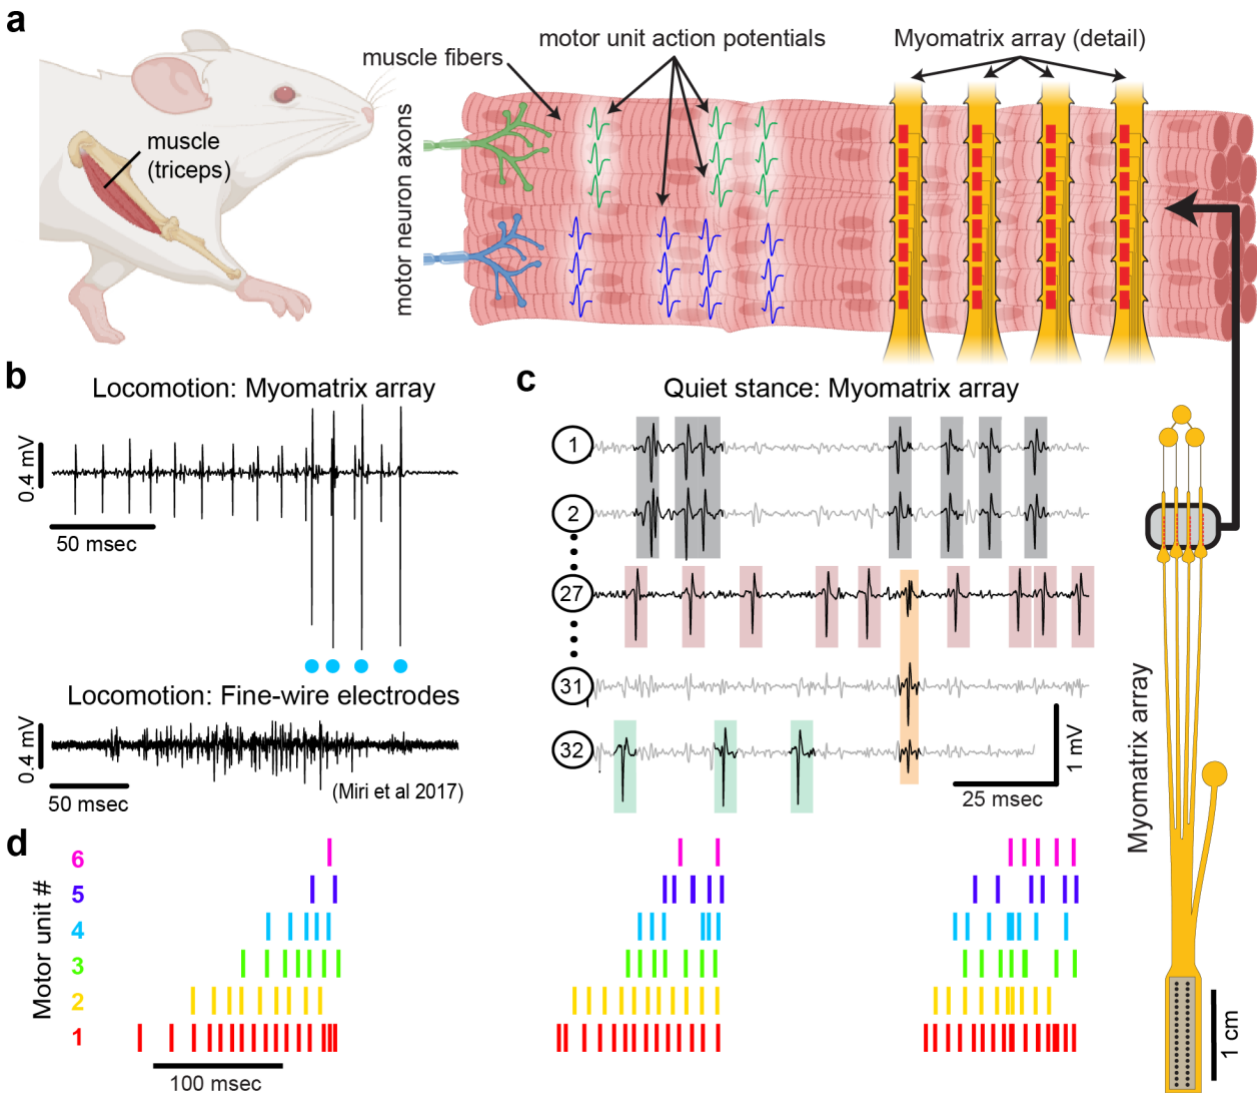 a
muscle fibers
motor unit action potentials
Myomatrix array (detail)
muscle
(triceps)
motor neuron axons
b
Locomotion: Myomatrix array
0.4 mV
50 msec
Locomotion: Fine-wire electrodes
0.4 mV
50 msec
(Miri et al 2017)
c
Quiet stance: Myomatrix array
1
2
27
31
32
1 mV
25 msec
Myomatrix array
1 cm
d
Motor unit #
6
5
4
3
2
1
100 msec